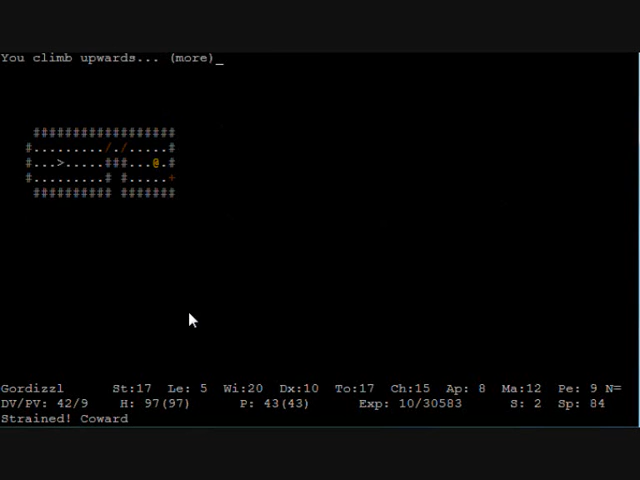 You climb upwards... (more)_
##################
#........./././.....#
#...>.....###...@.#
#.........# #.....+
########## #######
Gordizzl St:17 Le: 5 Wi:20 Dx:10 To:17 Ch:15 Ap: 8 Ma:12 Pe: 9 N=
DV/PV: 42/9 H: 97(97) P: 43(43) Exp: 10/30583 S: 2 Sp: 84
Strained! Coward